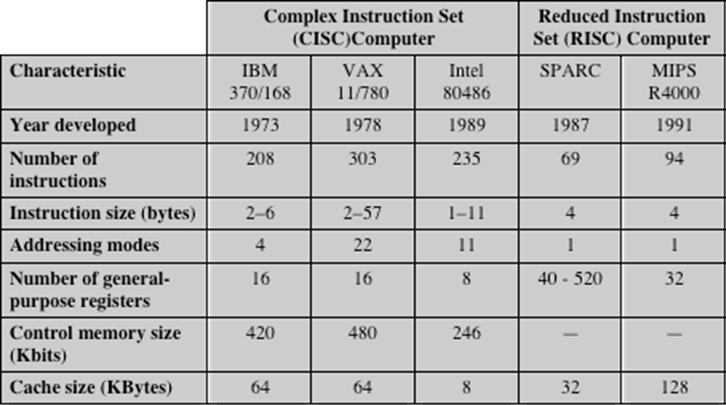 Complex Instruction Set Reduced Instruction
(CISC)Computer Set (RISC) Computer
Characteristic IBM VAX Intel SPARC MIPS
370/168 11/780 80486 R4000
Year developed 1973 1978 1989 1987 1991
Number of 208 303 235 69 94
instructions
Instruction size (bytes) 2–6 2–57 1–11 4 4
Addressing modes 4 22 11 1 1
Number of general- 16 16 8 40 - 520 32
purpose registers
Control memory size 420 480 246 — —
(Kbits)
Cache size (KBytes) 64 64 8 32 128